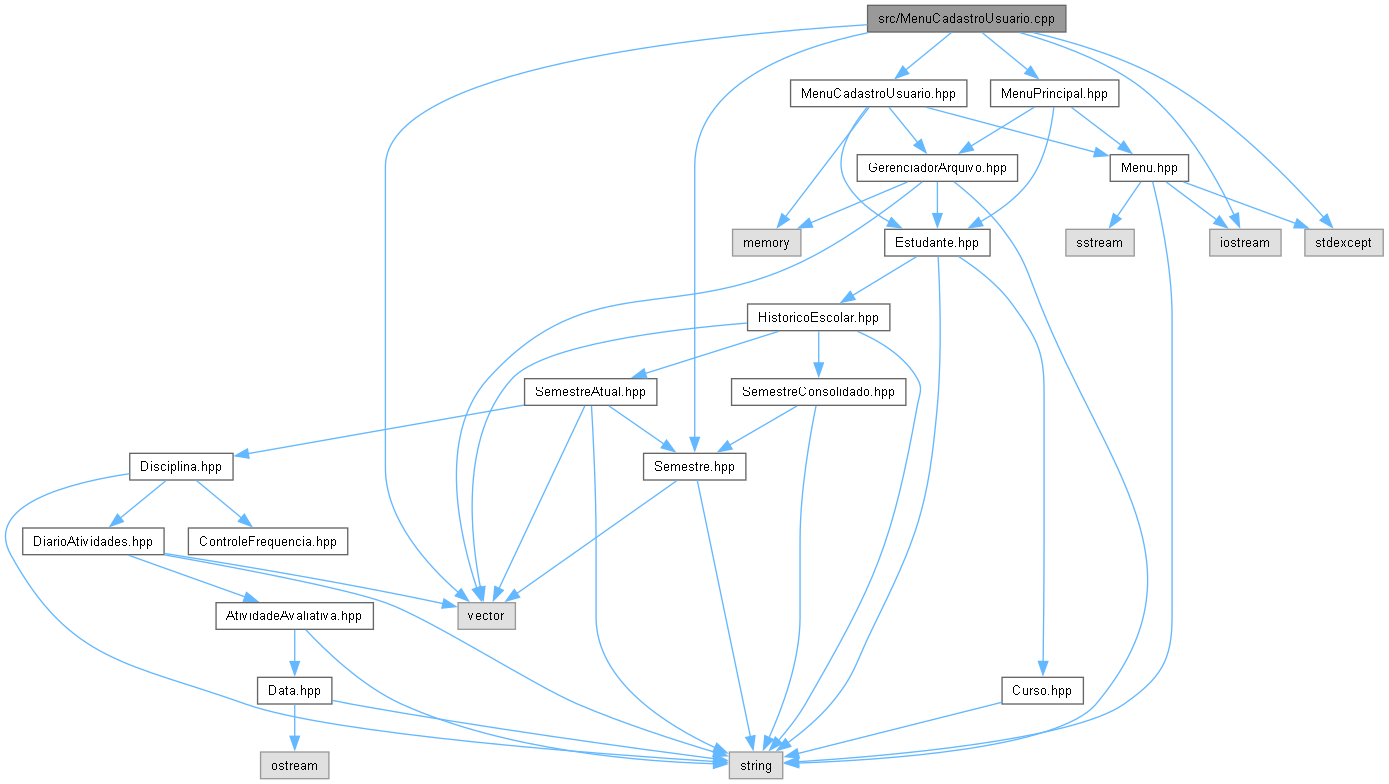 src/MenuCadastroUsuario.cpp
MenuCadastroUsuario.hpp
MenuPrincipal.hpp
GerenciadorArquivo.hpp
Menu.hpp
memory
Estudante.hpp
sstream
iostream
stdexcept
HistoricoEscolar.hpp
SemestreAtual.hpp
SemestreConsolidado.hpp
Disciplina.hpp
Semestre.hpp
DiarioAtividades.hpp
ControleFrequencia.hpp
AtividadeAvaliativa.hpp
vector
Data.hpp
Curso.hpp
ostream
string